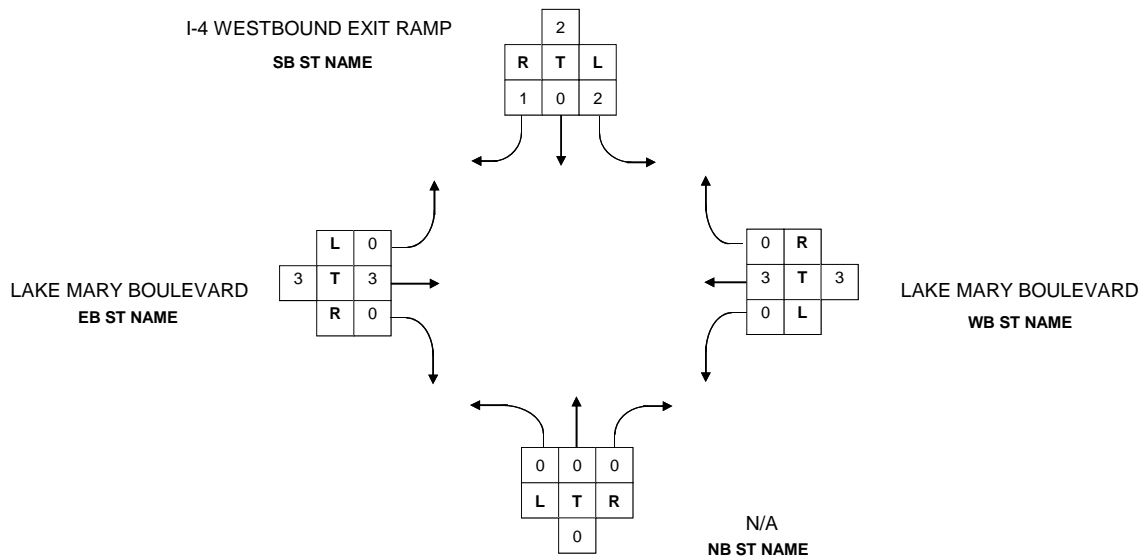 I-4 WESTBOUND EXIT RAMP
SB ST NAME
2
R T L
1 0 2
LAKE MARY BOULEVARD
EB ST NAME
L 0
3 T 3
R 0
0 R
3 T 3
0 L
LAKE MARY BOULEVARD
WB ST NAME
0 0 0
L T R
0
N/A
NB ST NAME